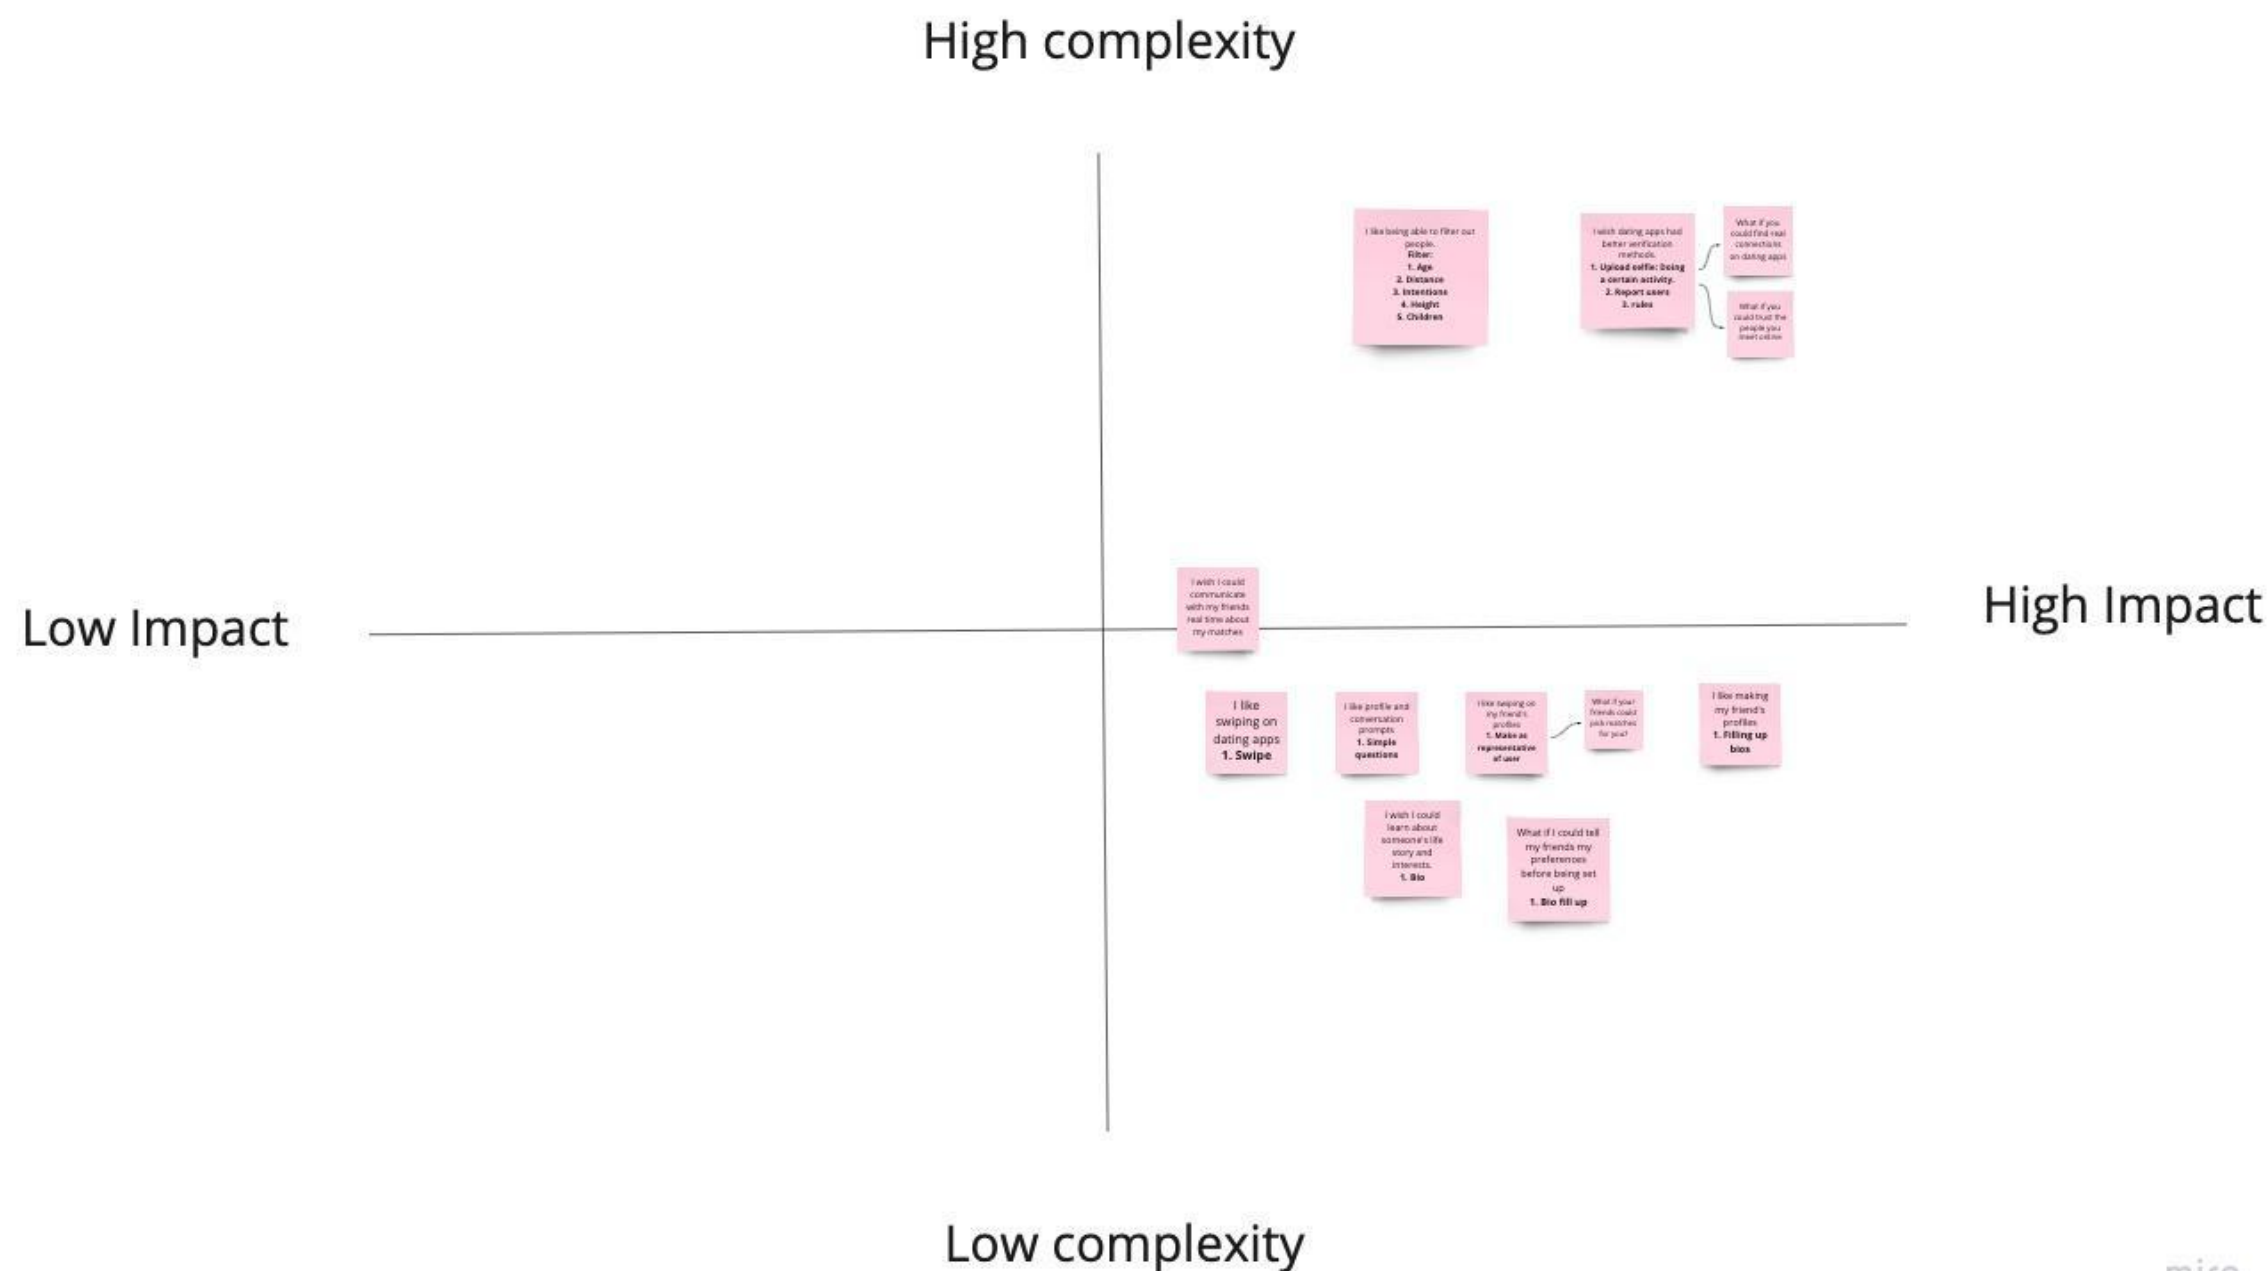 High complexity
I like being able to filter out
people.
Filter:
1. Age
2. Distance
3. Intentions
4. Height
5. Children
I wish dating apps had
better verification
methods.
1. Upload selfie: Doing
a certain activity.
2. Report users
3. rules
What if you
could find real
connections
on dating apps
What if you
could trust the
people you
meet online
Low Impact
I wish I could
communicate
with my friends
real time about
my matches
High Impact
I like
swiping on
dating apps
1. Swipe
I like profile and
conversation
prompts
1. Simple
questions
I like swiping on
my friend's
profiles
1. Make as
representative
of user
What if your
friends could
pick matches
for you?
I like making
my friend's
profiles
1. Filling up
bios
I wish I could
learn about
someone's life
story and
interests.
1. Bio
What if I could tell
my friends my
preferences
before being set
up
1. Bio fill up
Low complexity
miro